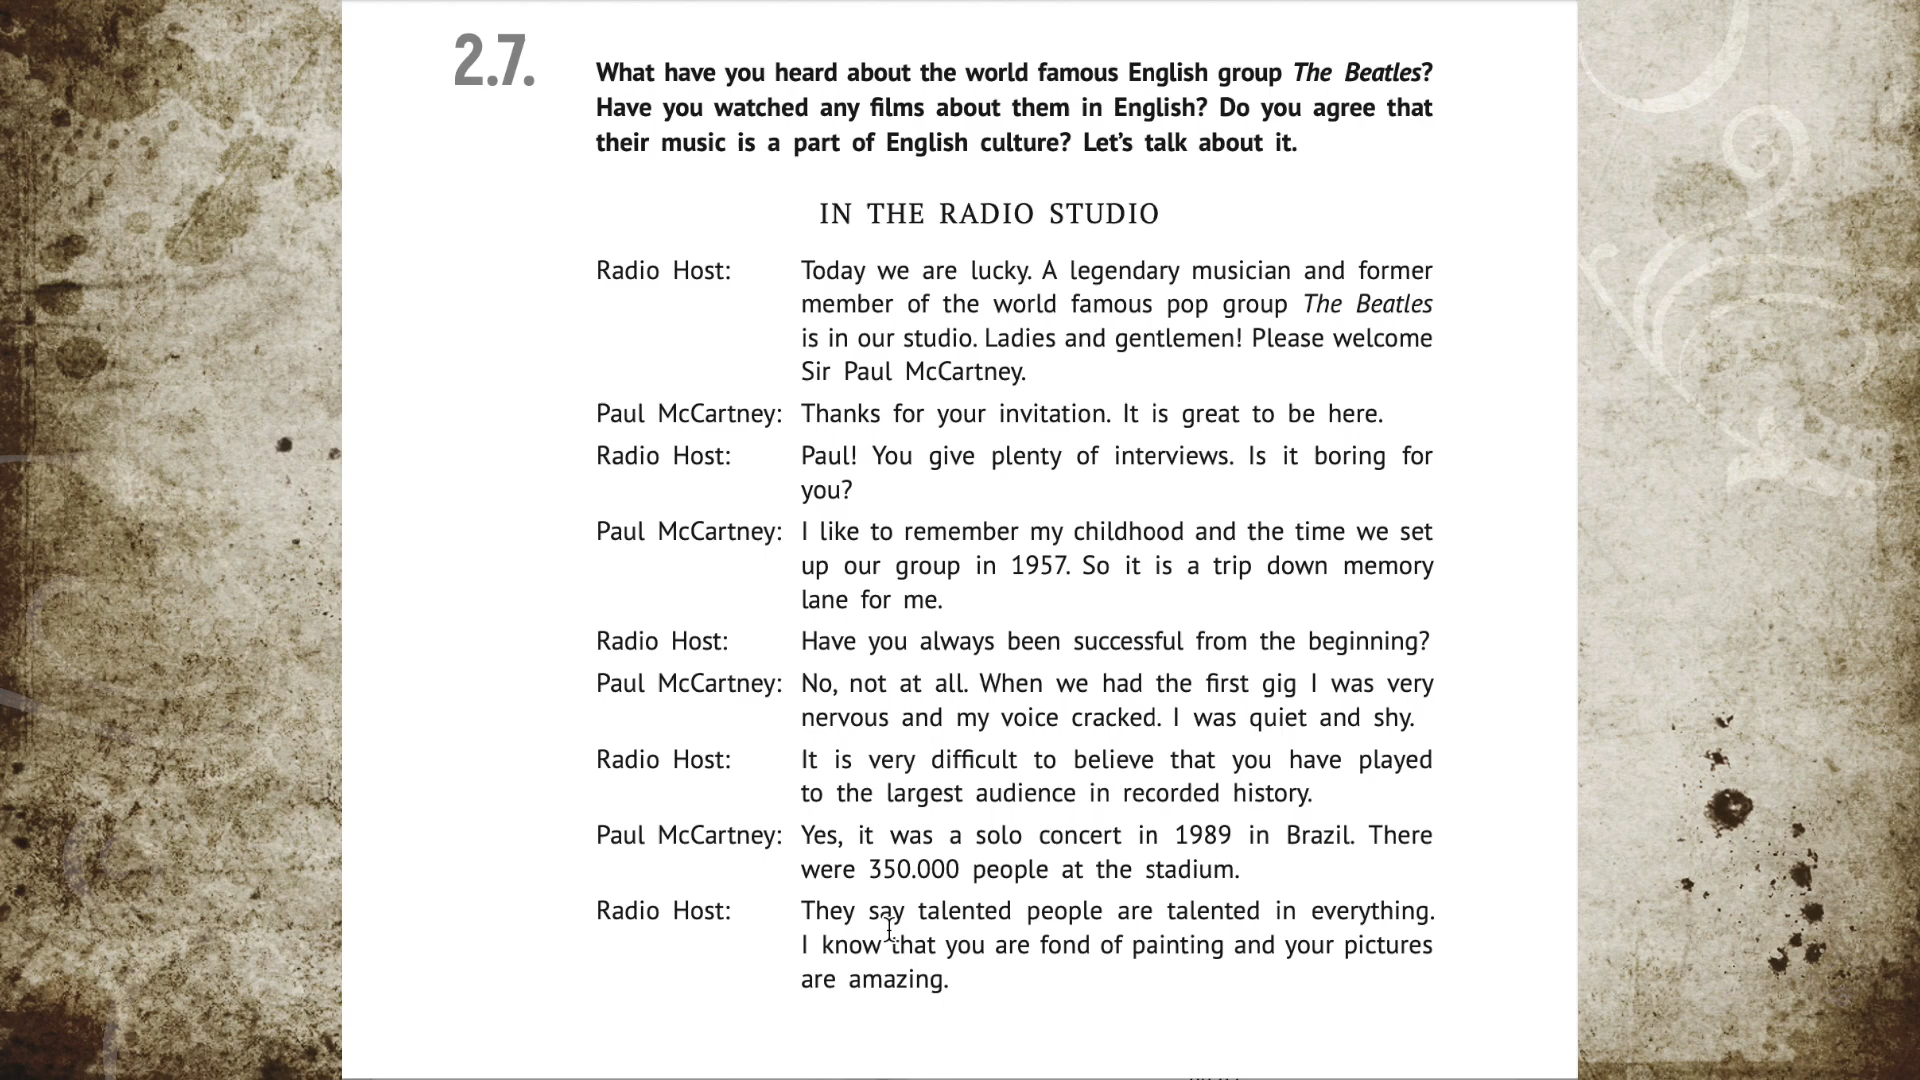 2.7.
What have you heard about the world famous English group The Beatles?
Have you watched any films about them in English? Do you agree that
their music is a part of English culture? Let's talk about it.
IN THE RADIO STUDIO
Radio Host: Today we are lucky. A legendary musician and former
member of the world famous pop group The Beatles
is in our studio. Ladies and gentlemen! Please welcome
Sir Paul McCartney.
Paul McCartney: Thanks for your invitation. It is great to be here.
Radio Host: Paul! You give plenty of interviews. Is it boring for
you?
Paul McCartney: I like to remember my childhood and the time we set
up our group in 1957. So it is a trip down memory
lane for me.
Radio Host: Have you always been successful from the beginning?
Paul McCartney: No, not at all. When we had the first gig I was very
nervous and my voice cracked. I was quiet and shy.
Radio Host: It is very difficult to believe that you have played
to the largest audience in recorded history.
Paul McCartney: Yes, it was a solo concert in 1989 in Brazil. There
were 350.000 people at the stadium.
Radio Host: They say talented people are talented in everything.
I know that you are fond of painting and your pictures
are amazing.